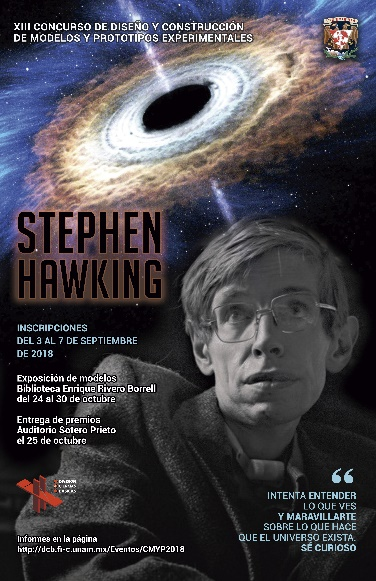 XIII CONCURSO DE DISEÑO Y CONSTRUCCIÓN
DE MODELOS Y PROTOTIPOS EXPERIMENTALES
STEPHEN
HAWKING
INSCRIPCIONES
DEL 3 AL 7 DE SEPTIEMBRE
DE 2018
Exposición de modelos
Biblioteca Enrique Rivero Borrell
del 24 al 30 de octubre
Entrega de premios
Auditorio Sotero Prieto
el 25 de octubre
DIVISIÓN
CIENCIAS
BÁSICAS
Informes en la página
http://dcb.fi-c.unam.mx/Eventos/CMYP2018
“
INTENTA ENTENDER
LO QUE VES
Y MARAVILLARTE
SOBRE LO QUE HACE
QUE EL UNIVERSO EXISTA.
SÉ CURIOSO